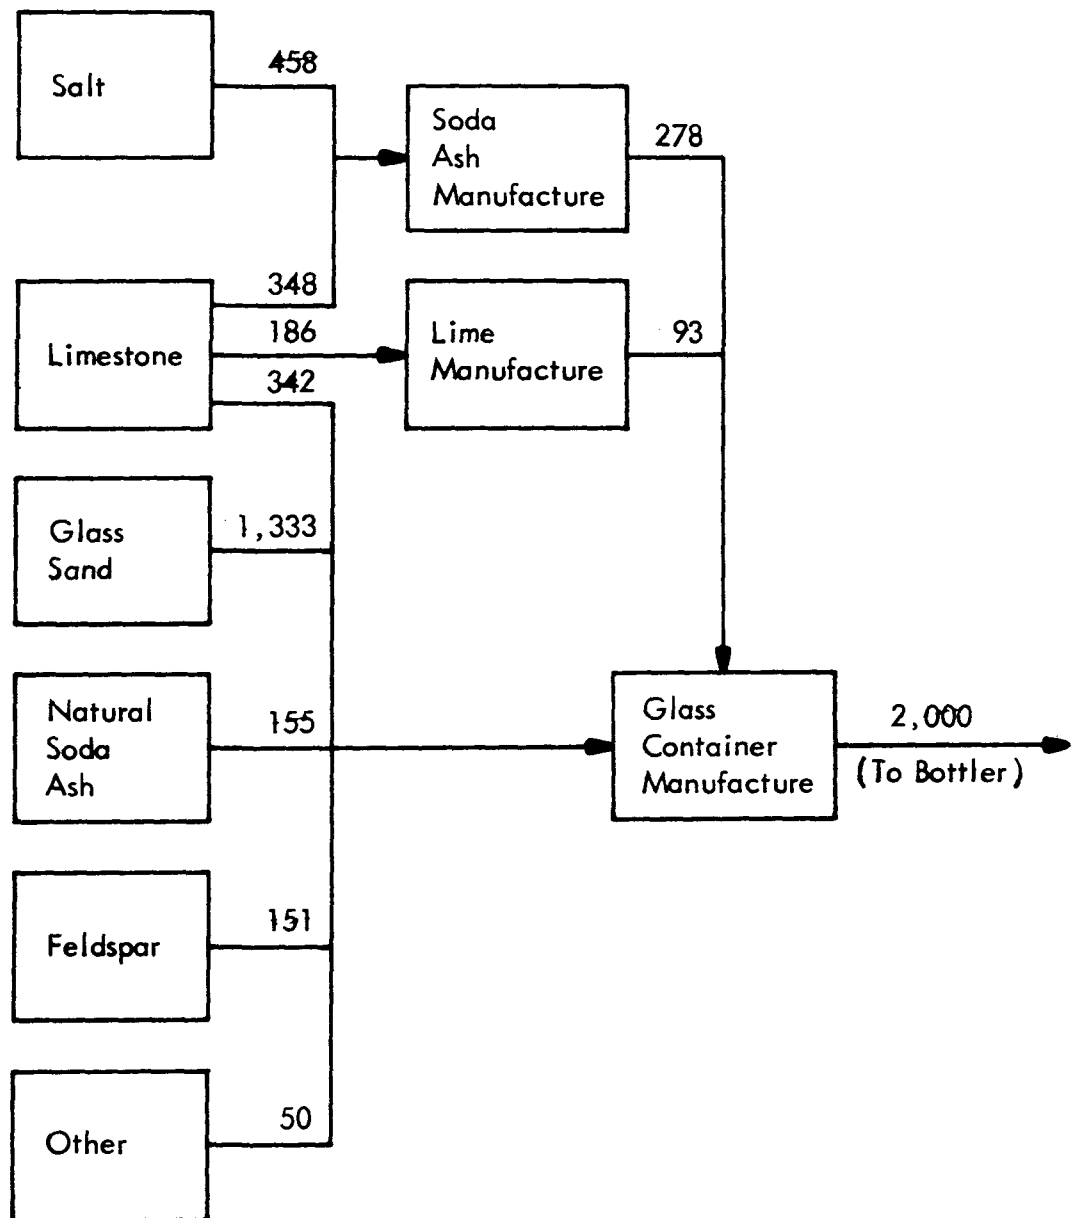 Salt
458
Soda
Ash
Manufacture
278
Limestone
348
186
342
Lime
Manufacture
93
Glass
Sand
1,333
Natural
Soda
Ash
155
Glass
Container
Manufacture
2,000
(To Bottler)
Feldspar
151
Other
50